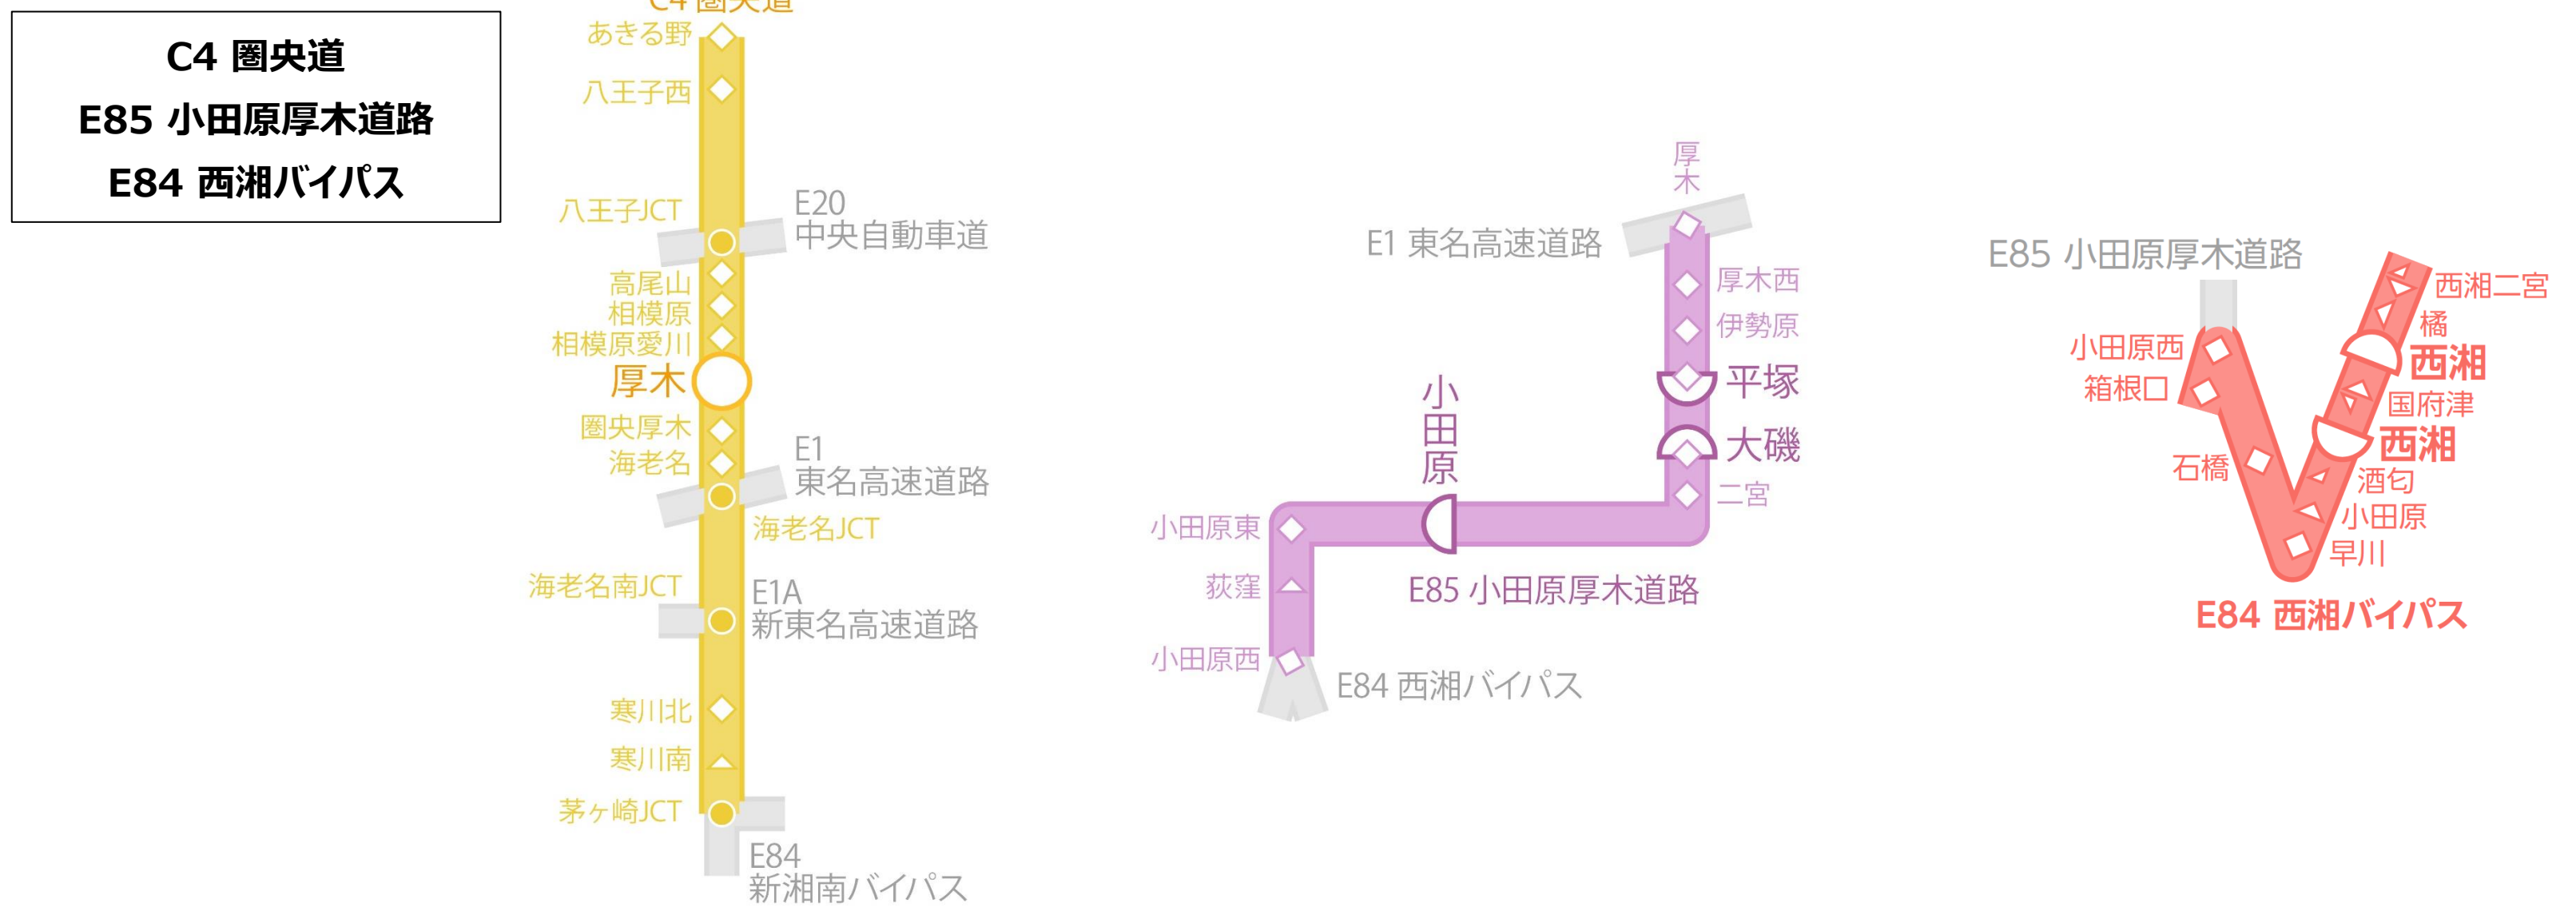 C4 圏央道
E85 小田原厚木道路
E84 西湘バイパス
C4 圏央道
あきる野
八王子西
八王子JCT
E20
中央自動車道
高尾山
相模原
相模原愛川
厚木
圏央厚木
海老名
E1
東名高速道路
海老名JCT
海老名南JCT
E1A
新東名高速道路
寒川北
寒川南
茅ヶ崎JCT
E84
新湘南バイパス
厚木
E1 東名高速道路
厚木西
伊勢原
平塚
大磯
二宮
小田原
小田原東
E85 小田原厚木道路
荻窪
小田原西
E84 西湘バイパス
E85 小田原厚木道路
西湘二宮
橘
西湘
国府津
西湘
酒匂
小田原
早川
小田原西
箱根口
石橋
E84 西湘バイパス